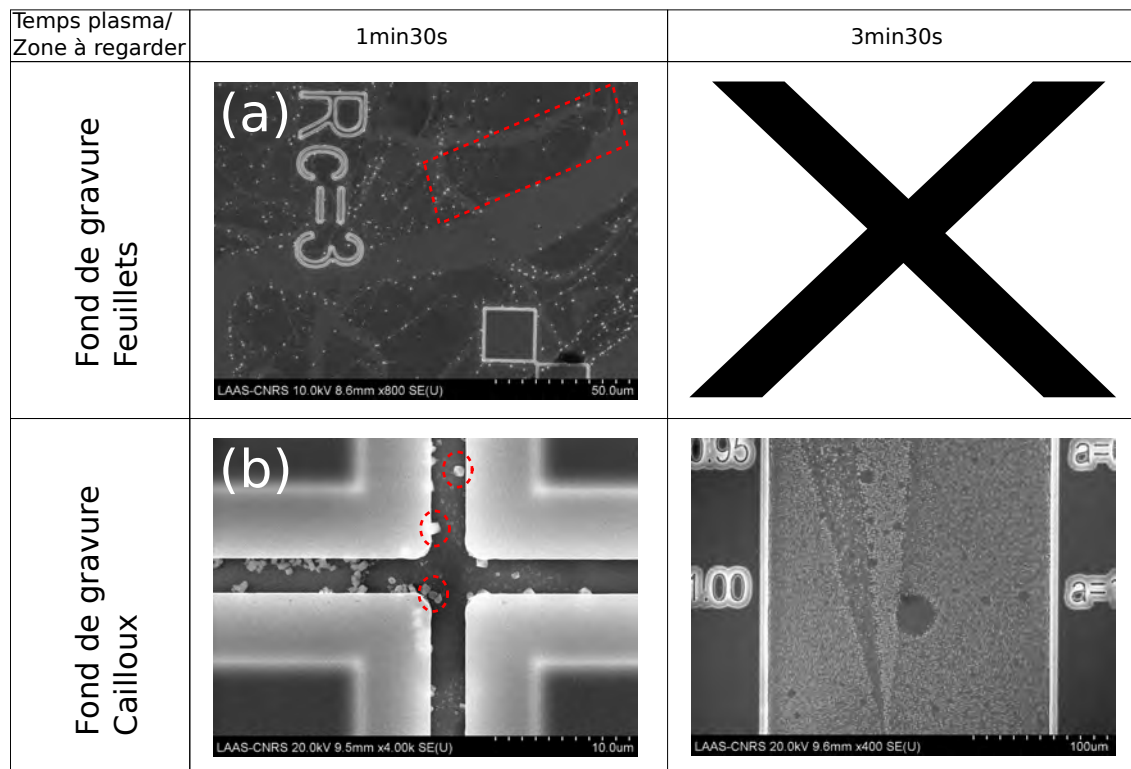 Temps plasma/
Zone à regarder
1min30s
3min30s
Fond de gravure
Feuillets
(a)
Rc=3
LAAS-CNRS 10.0kV 8.6mm x800 SE(U)
50.0um
Fond de gravure
Cailloux
(b)
LAAS-CNRS 20.0kV 9.5mm x4.00k SE(U)
10.0um
0.95
1.00
LAAS-CNRS 20.0kV 9.6mm x400 SE(U)
100um